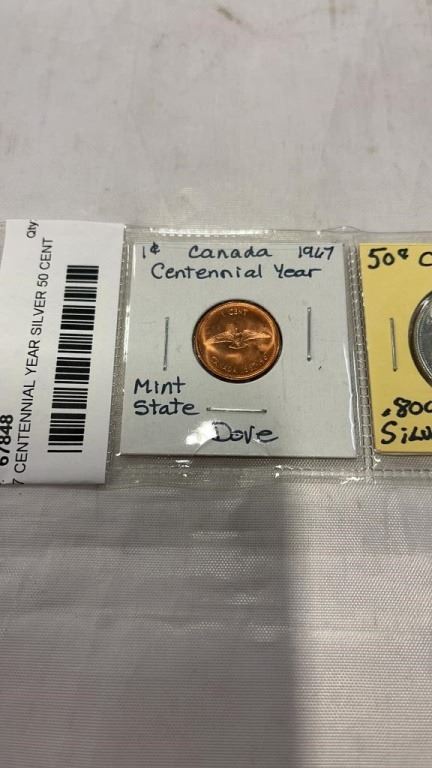 67848
7 CENTENNIAL YEAR SILVER 50 CENT
Qty
1¢ Canada 1967
Centennial Year
1 CENT
CANADA
Mint
State
Dove
50¢ C
.800
Silv